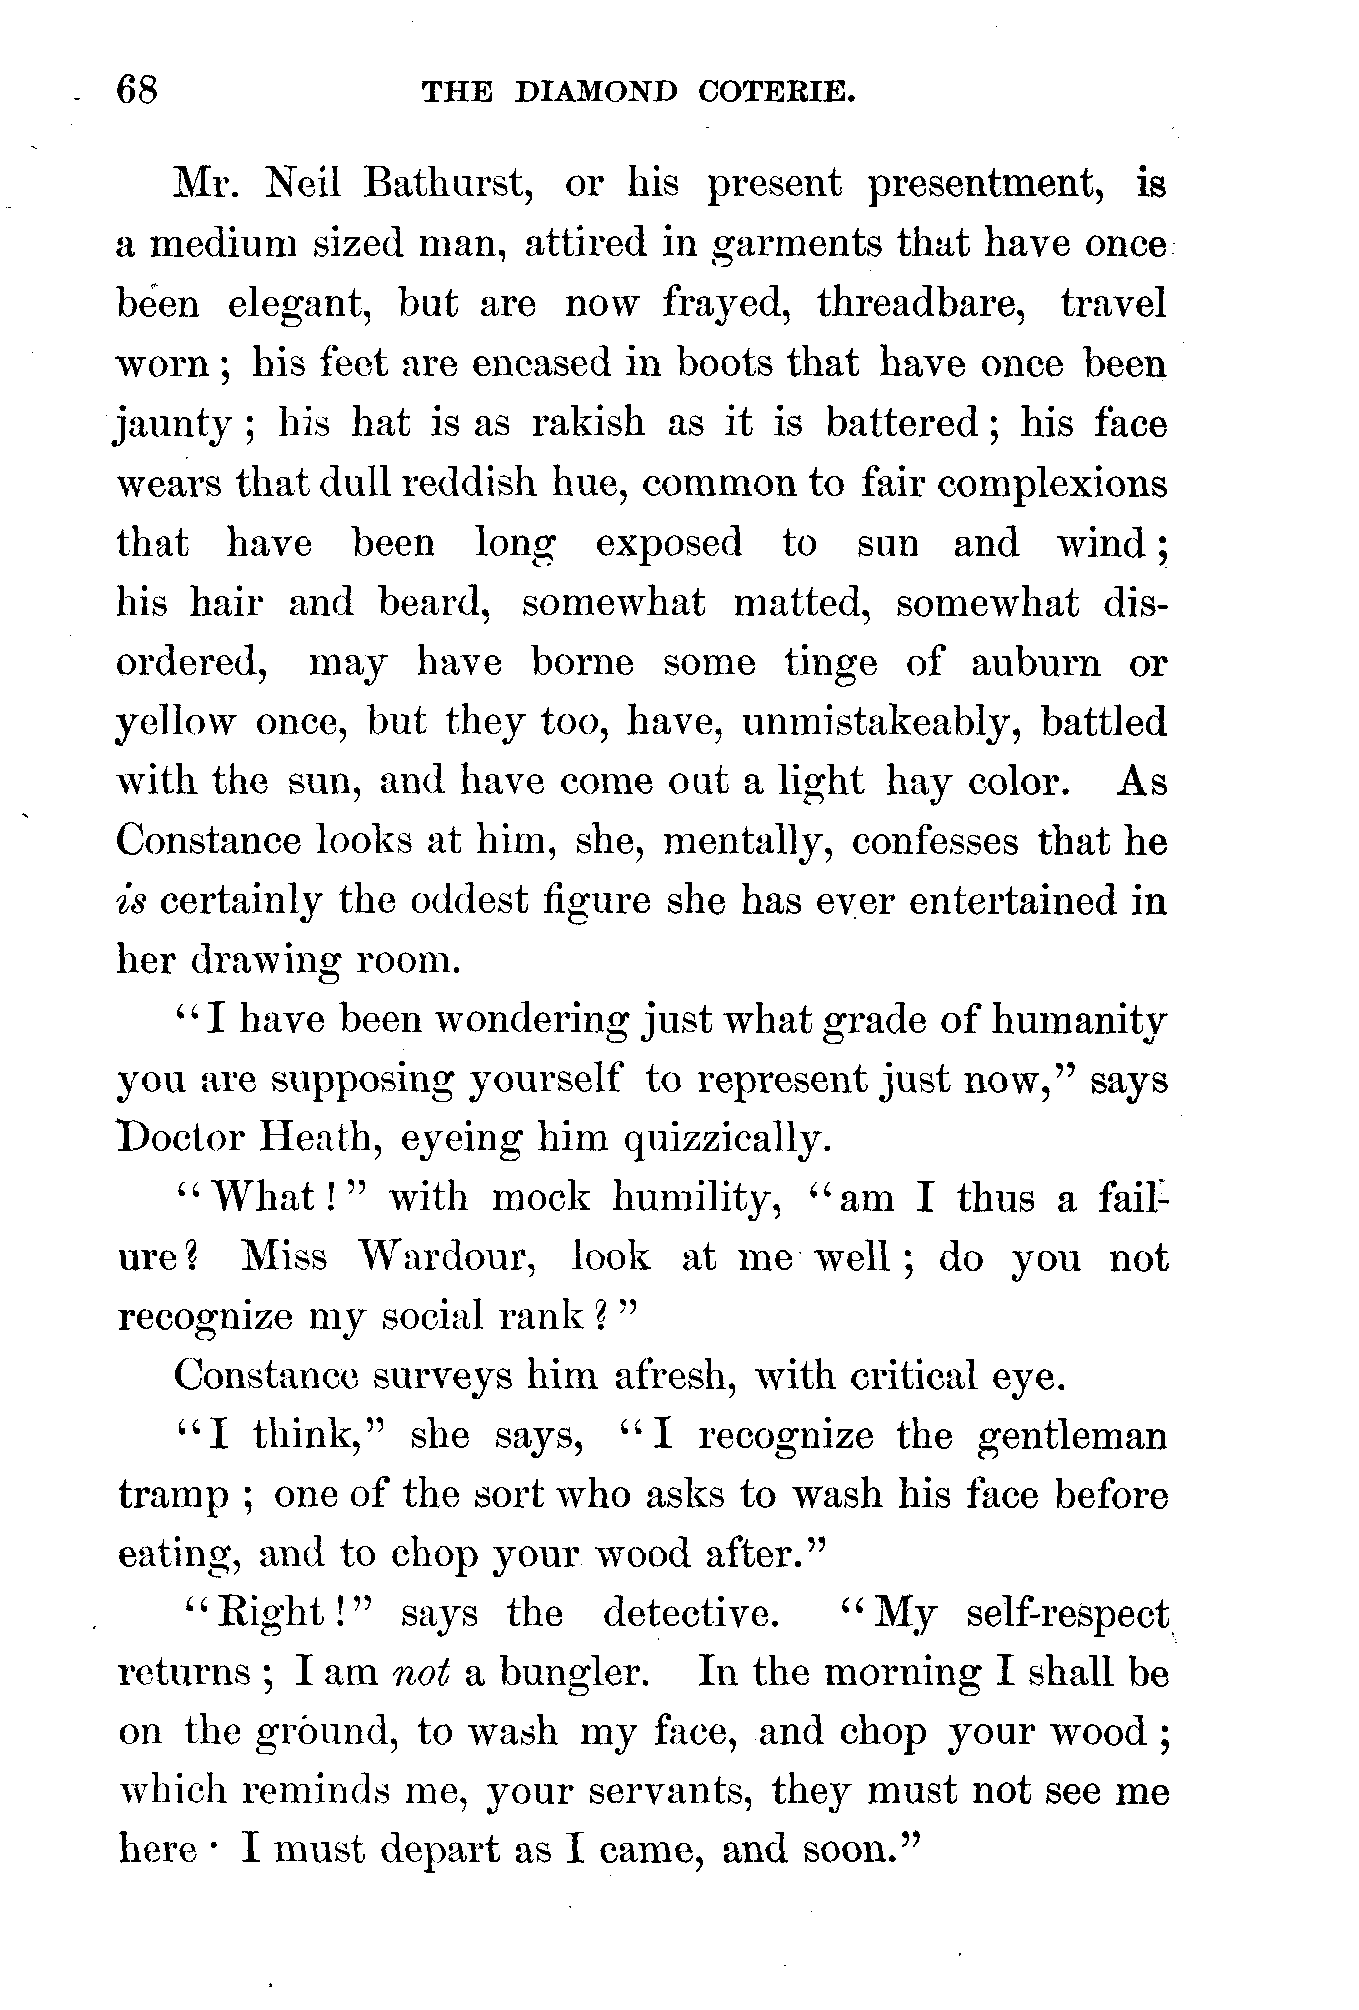 68 THE DIAMOND COTERIE.
Mr. Neil Bathurst, or his present presentment, is
a medium sized man, attired in garments that have once
been elegant, but are now frayed, threadbare, travel
worn ; his feet are encased in boots that have once been
jaunty ; his hat is as rakish as it is battered ; his face
wears that dull reddish hue, common to fair complexions
that have been long exposed to sun and wind ;
his hair and beard, somewhat matted, somewhat dis-
ordered, may have borne some tinge of auburn or
yellow once, but they too, have, unmistakeably, battled
with the sun, and have come out a light hay color. As
Constance looks at him, she, mentally, confesses that he
is certainly the oddest figure she has ever entertained in
her drawing room.
“I have been wondering just what grade of humanity
you are supposing yourself to represent just now,” says
Doctor Heath, eyeing him quizzically.
“What!” with mock humility, “am I thus a fail-
ure? Miss Wardour, look at me well ; do you not
recognize my social rank?”
Constance surveys him afresh, with critical eye.
“I think,” she says, “I recognize the gentleman
tramp ; one of the sort who asks to wash his face before
eating, and to chop your wood after.”
“Right!” says the detective. “My self-respect
returns ; I am not a bungler. In the morning I shall be
on the ground, to wash my face, and chop your wood ;
which reminds me, your servants, they must not see me
here · I must depart as I came, and soon.”